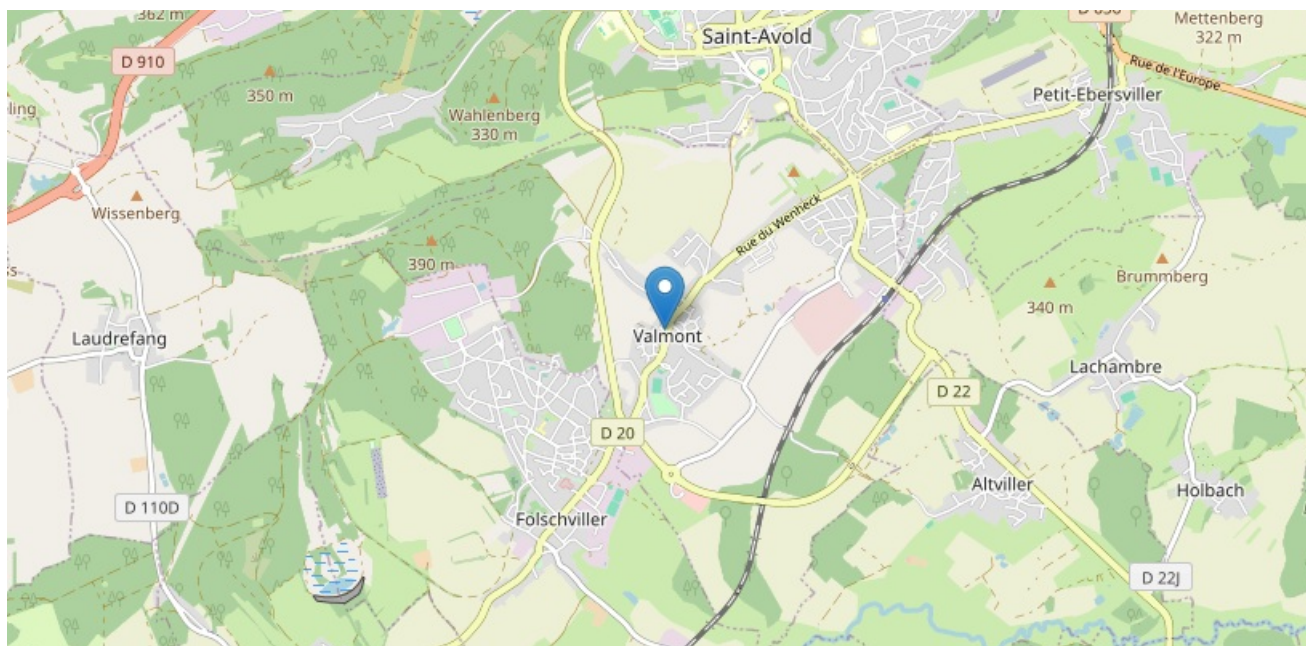 362 m
D 910
350 m
Wahlenberg
330 m
Saint-Avold
Mettenberg
322 m
Rue de l'Europe
Petit-Ebersviller
Wissenberg
390 m
Rue du Wenheck
Brummberg
340 m
Laudrefang
Valmont
Lachambre
D 22
D 20
Altviller
Holbach
D 110D
Folschviller
D 22J